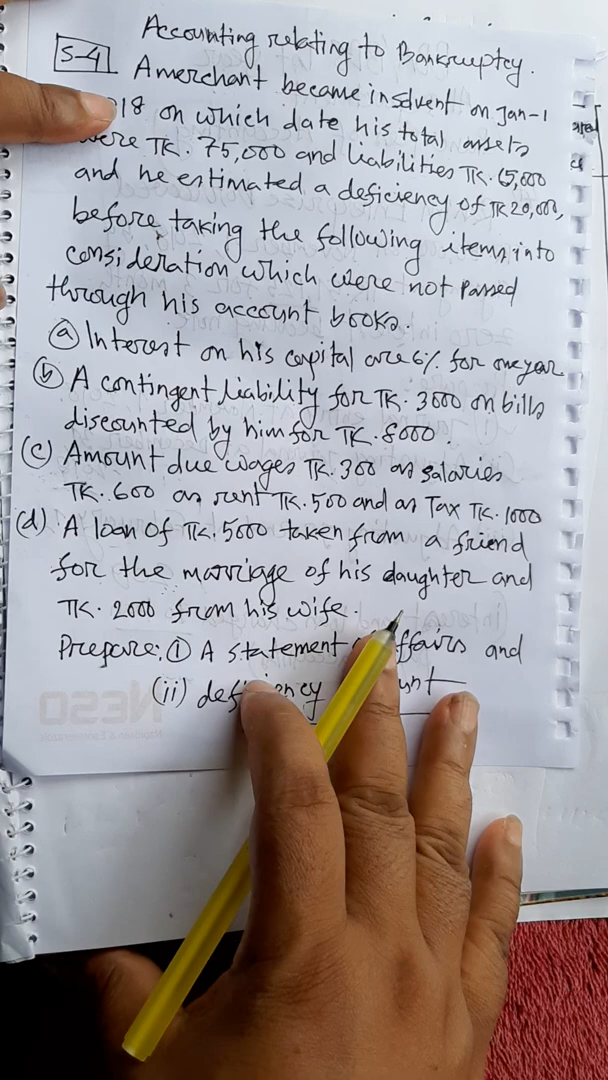 Accounting relating to Bankruptcy.
S-4 A merchant became insolvent on Jan-1
018 on which date his total assets
were TK. 75,000 and liabilities TK. 65,000
and he estimated a deficiency of TK 20,000,
before taking the following items into
consideration which were not passed
through his account books.
(a) Interest on his capital are 6% for one year
(b) A contingent liability for TK. 3000 on bills
discounted by him for TK. 8000.
(c) Amount due wages TK. 300 as salaries
TK. 600 as rent TK. 500 and as Tax TK. 1000
(d) A loan of TK. 5000 taken from a friend
for the marriage of his daughter and
TK. 2000 from his wife.
Prepare: (i) A statement ffairs and
(ii) unt